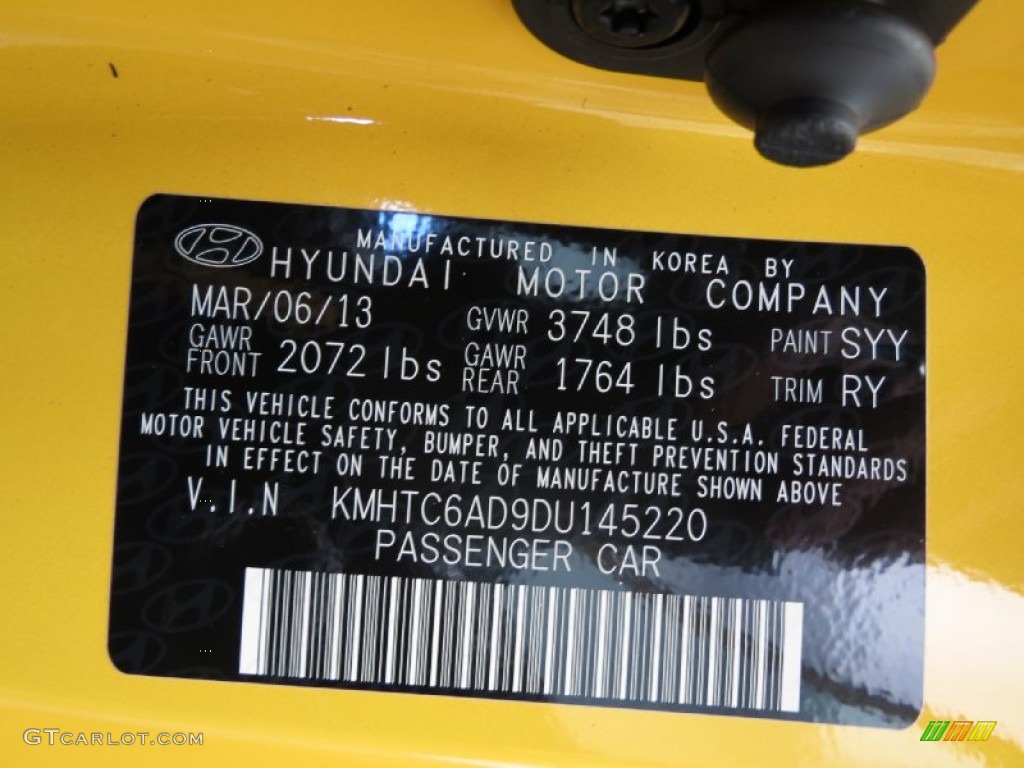 MANUFACTURED IN KOREA BY
HYUNDAI MOTOR COMPANY
MAR/06/13 GVWR 3748 lbs PAINT SYY
GAWR FRONT 2072 lbs GAWR REAR 1764 lbs TRIM RY
THIS VEHICLE CONFORMS TO ALL APPLICABLE U.S.A. FEDERAL
MOTOR VEHICLE SAFETY, BUMPER, AND THEFT PREVENTION STANDARDS
IN EFFECT ON THE DATE OF MANUFACTURE SHOWN ABOVE
V.I.N KMHTC6AD9DU145220
PASSENGER CAR
GTCARLOT.COM